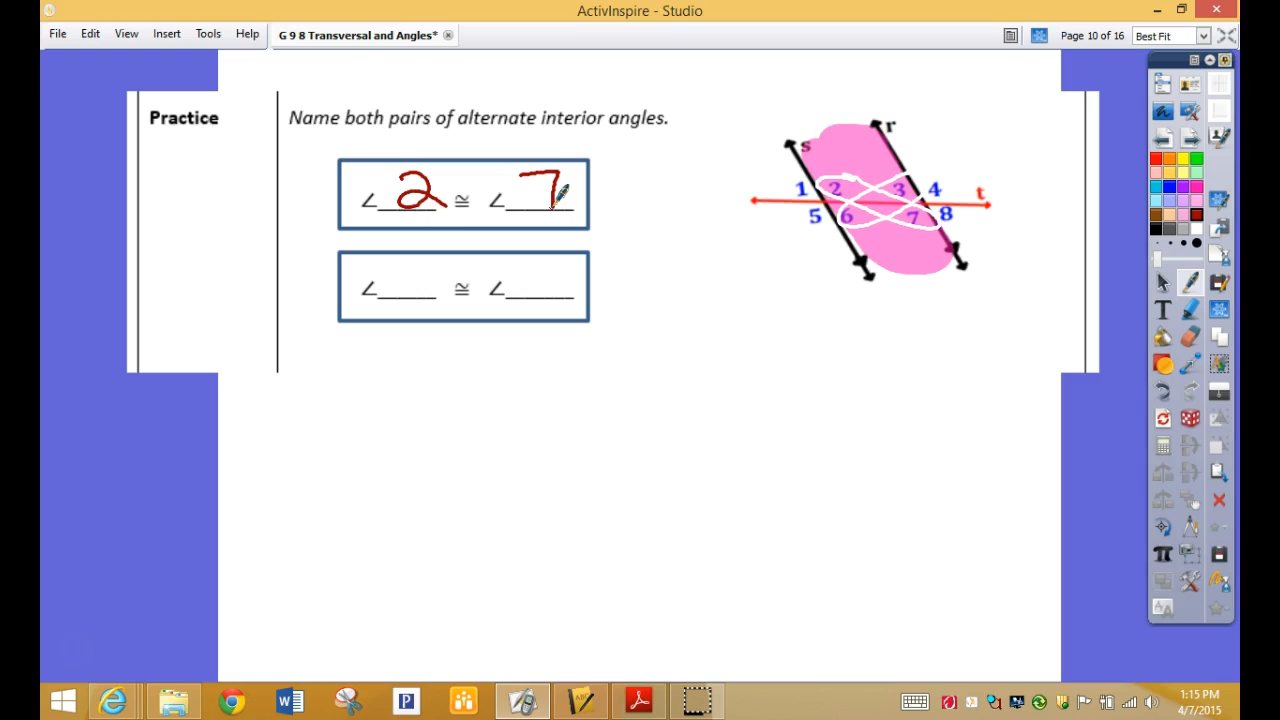 ActivInspire - Studio
File Edit View Insert Tools Help G 9 8 Transversal and Angles* Page 10 of 16 Best Fit
Practice Name both pairs of alternate interior angles.
∠ 2 ≅ ∠ 7
∠______ ≅ ∠_______
s r
1 2 3 4 t
5 6 7 8
1:15 PM
4/7/2015